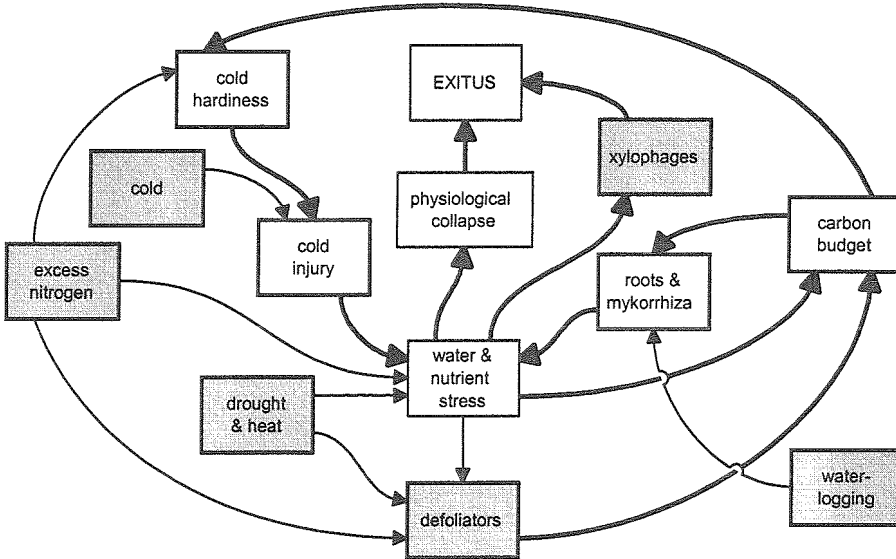 cold
hardiness
EXITUS
xylophages
cold
physiological
collapse
carbon
budget
cold
injury
excess
nitrogen
roots &
mykorrhiza
water &
nutrient
stress
drought
& heat
water-
logging
defoliators